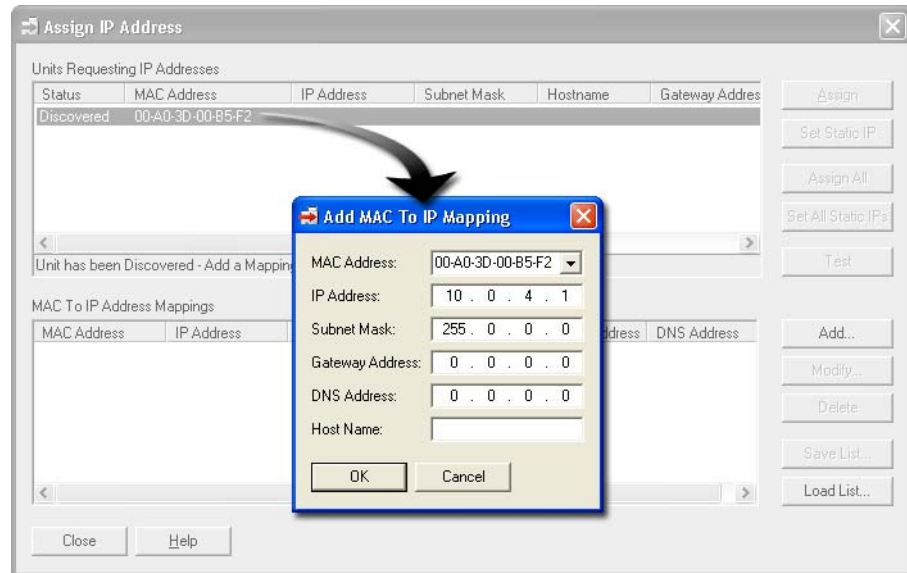 Assign IP Address
Units Requesting IP Addresses
Status MAC Address IP Address Subnet Mask Hostname Gateway Addres
Discovered 00-A0-3D-00-B5-F2
Assign
Set Static IP
Assign All
Set All Static IPs
Test
Unit has been Discovered - Add a Mapping
Add MAC To IP Mapping
MAC Address: 00-A0-3D-00-B5-F2
IP Address: 10 . 0 . 4 . 1
Subnet Mask: 255 . 0 . 0 . 0
Gateway Address: 0 . 0 . 0 . 0
DNS Address: 0 . 0 . 0 . 0
Host Name:
OK Cancel
MAC To IP Address Mappings
MAC Address IP Address ddress DNS Address
Add...
Modify...
Delete
Save List...
Load List...
Close Help